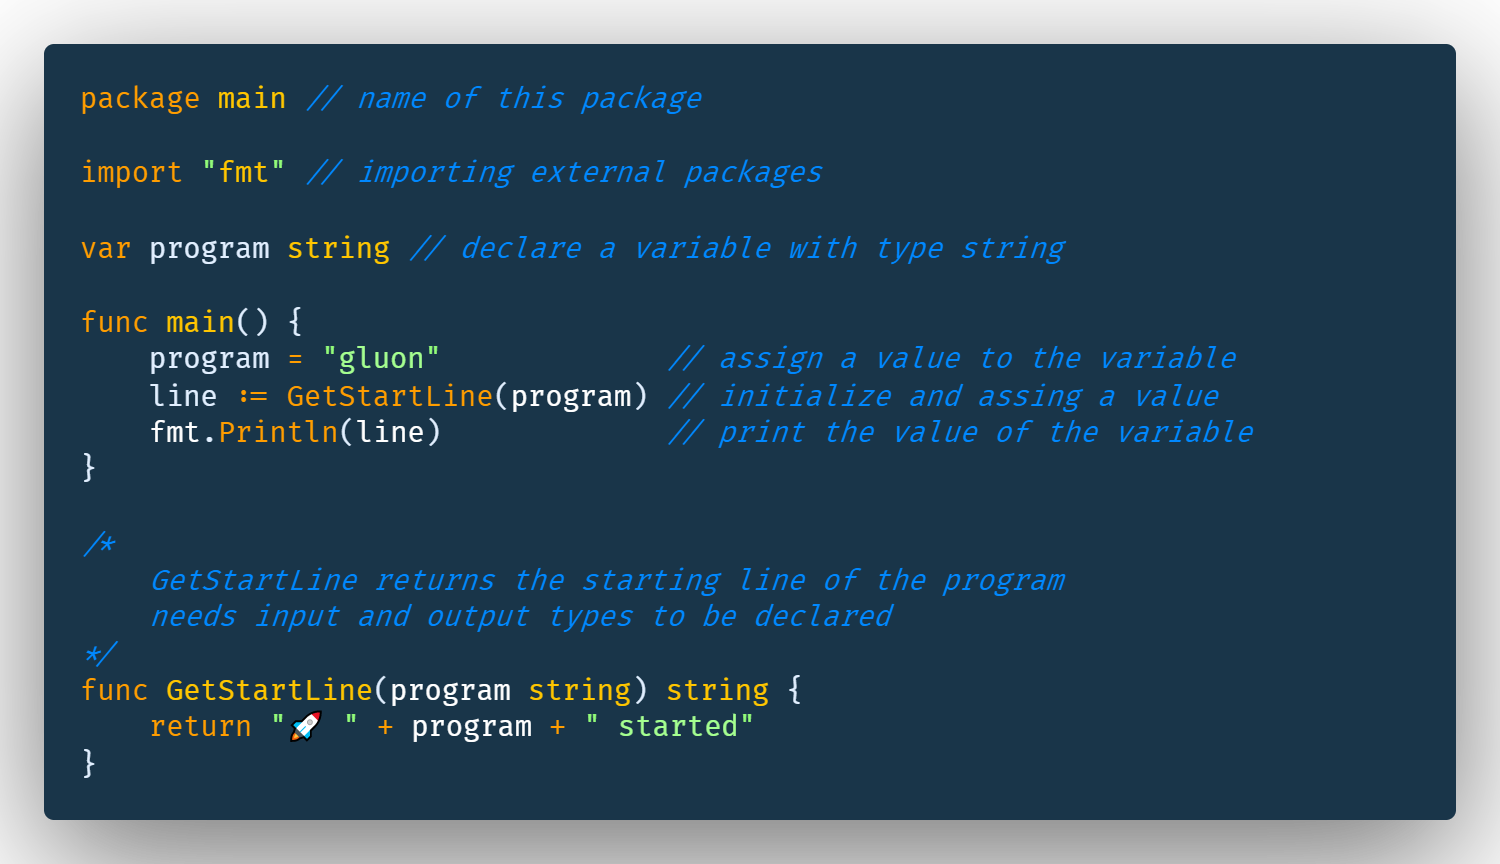 package main // name of this package

import "fmt" // importing external packages

var program string // declare a variable with type string

func main() {
    program = "gluon"             // assign a value to the variable
    line := GetStartLine(program) // initialize and assing a value
    fmt.Println(line)             // print the value of the variable
}

/*
    GetStartLine returns the starting line of the program
    needs input and output types to be declared
*/
func GetStartLine(program string) string {
    return "🚀 " + program + " started"
}